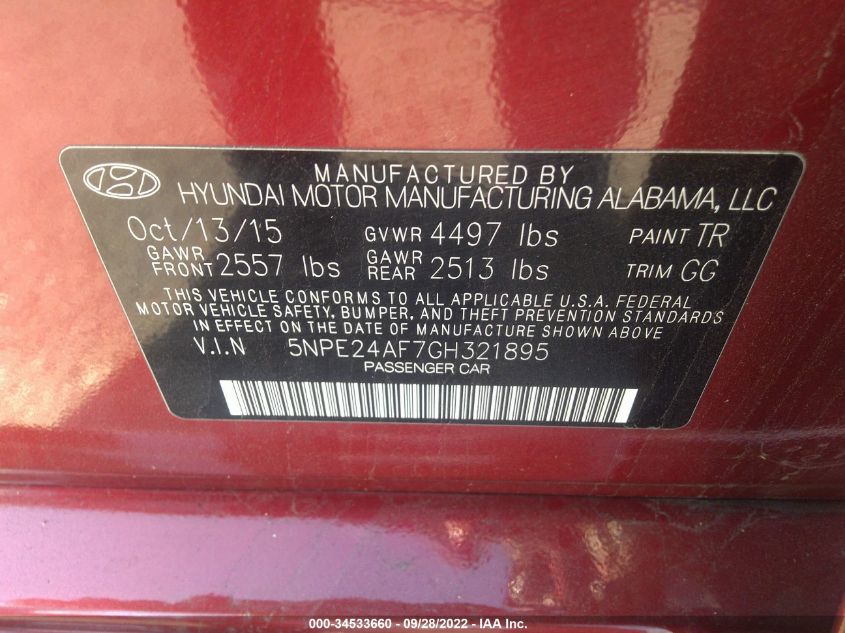 MANUFACTURED BY
HYUNDAI MOTOR MANUFACTURING ALABAMA, LLC
Oct/13/15 GVWR 4497 lbs PAINT TR
GAWR FRONT 2557 lbs GAWR REAR 2513 lbs TRIM GG
THIS VEHICLE CONFORMS TO ALL APPLICABLE U.S.A. FEDERAL
MOTOR VEHICLE SAFETY, BUMPER, AND THEFT PREVENTION STANDARDS
IN EFFECT ON THE DATE OF MANUFACTURE SHOWN ABOVE
V.I.N 5NPE24AF7GH321895
PASSENGER CAR
000-34533660 - 09/28/2022 - IAA Inc.